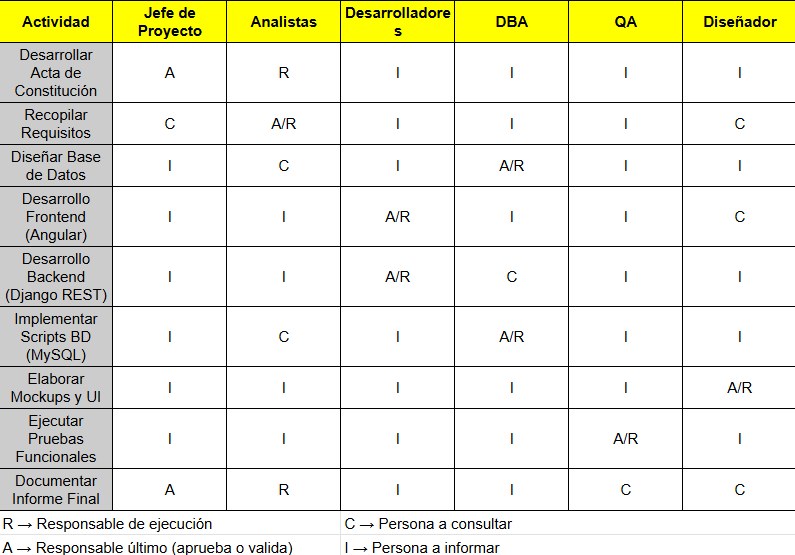 Actividad Jefe de Proyecto Analistas Desarrolladores DBA QA Diseñador
Desarrollar Acta de Constitución A R I I I I
Recopilar Requisitos C A/R I I I C
Diseñar Base de Datos I C I A/R I I
Desarrollo Frontend (Angular) I I A/R I I C
Desarrollo Backend (Django REST) I I A/R C I I
Implementar Scripts BD (MySQL) I C I A/R I I
Elaborar Mockups y UI I I I I I A/R
Ejecutar Pruebas Funcionales I I I I A/R I
Documentar Informe Final A R I I C C
R → Responsable de ejecución C → Persona a consultar
A → Responsable último (aprueba o valida) I → Persona a informar